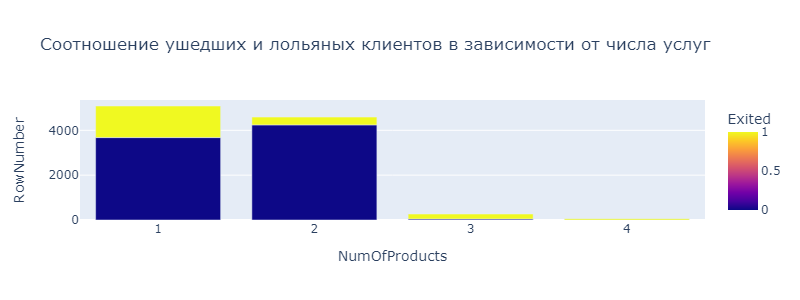 Соотношение ушедших и лольяных клиентов в зависимости от числа услуг
RowNumber
4000
2000
0
1
2
3
4
NumOfProducts
Exited
1
0.5
0